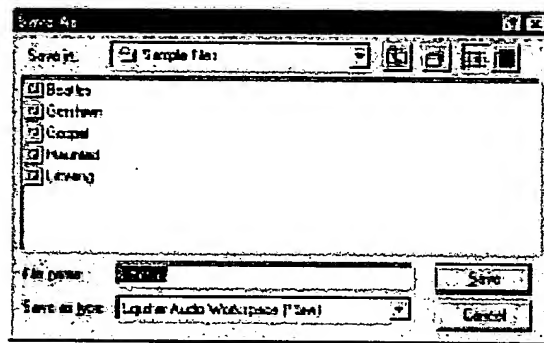 Save As
Save in: Sample files
Beatles
Gershwin
Gospel
Haunted
File name:
Save
Save as type: Audio Workspace
Cancel